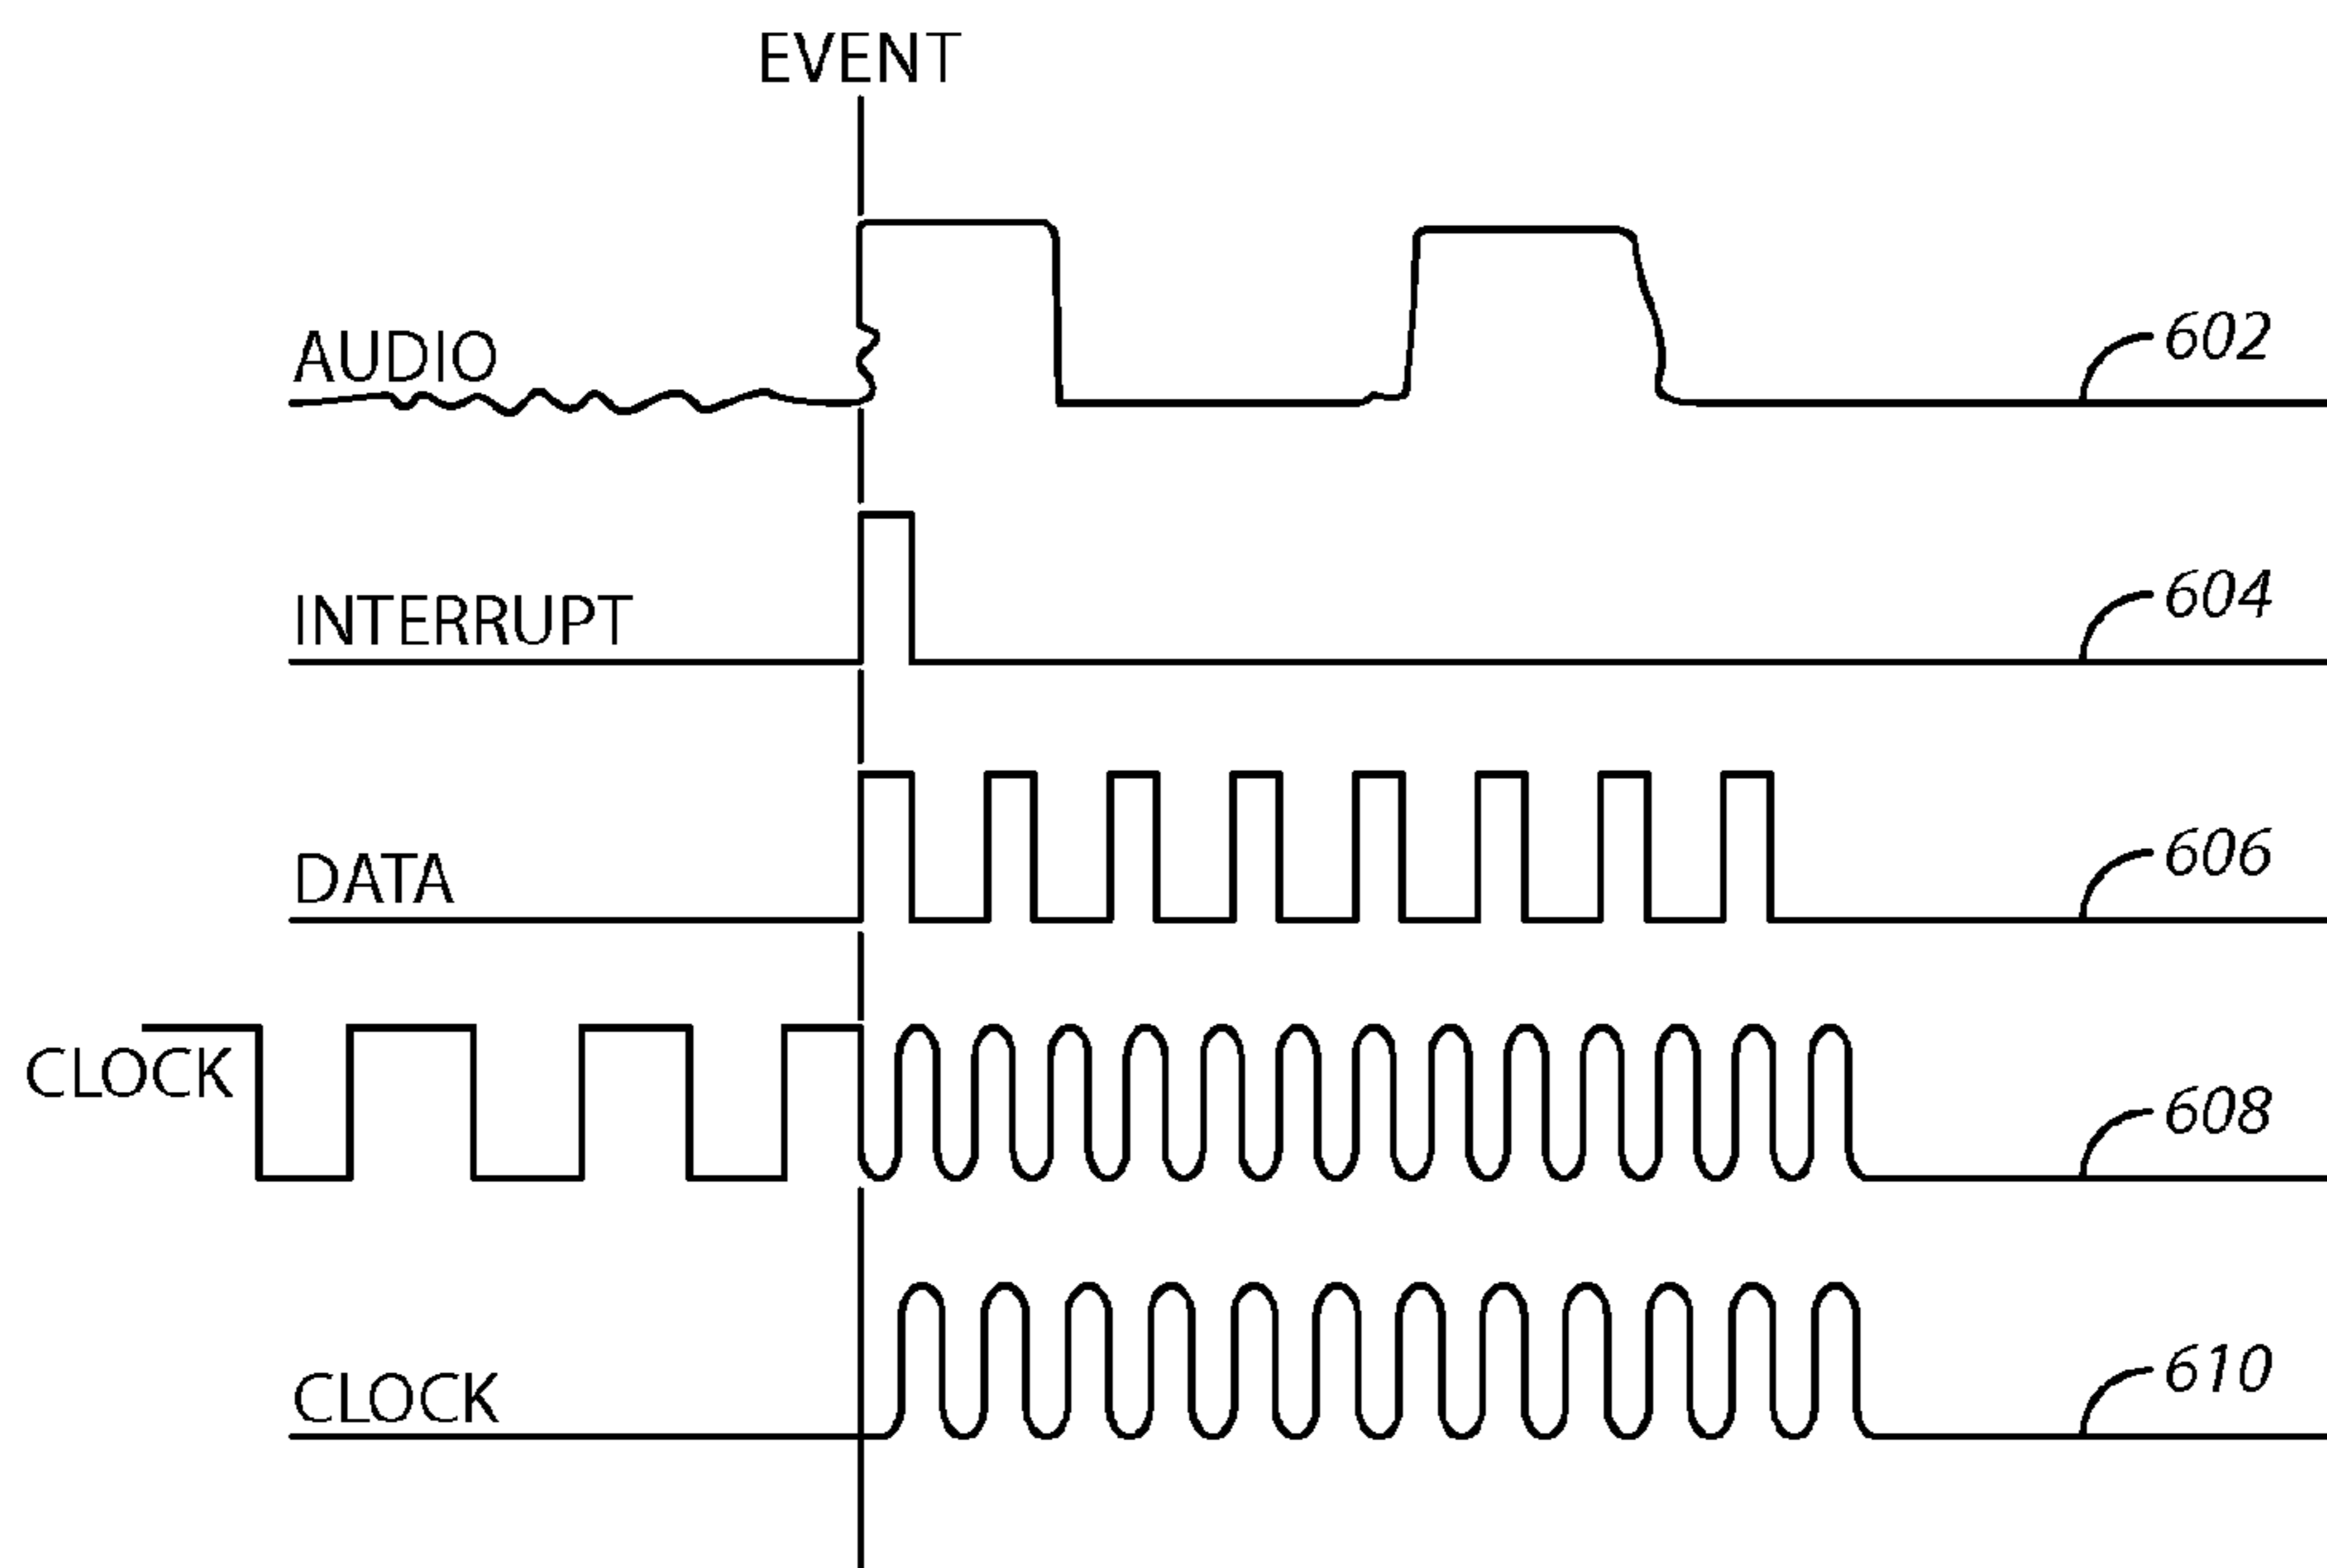 EVENT
AUDIO
602
INTERRUPT
604
DATA
606
CLOCK
608
CLOCK
610